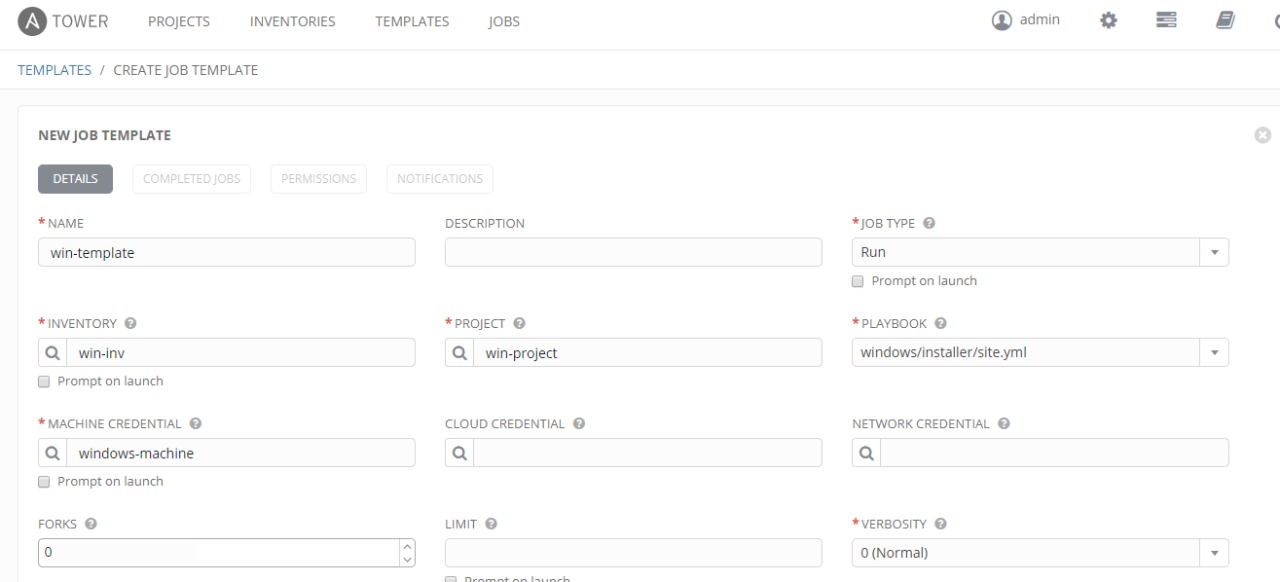 A TOWER PROJECTS INVENTORIES TEMPLATES JOBS admin
TEMPLATES / CREATE JOB TEMPLATE
NEW JOB TEMPLATE
DETAILS COMPLETED JOBS PERMISSIONS NOTIFICATIONS
* NAME DESCRIPTION * JOB TYPE ?
win-template Run
Prompt on launch
* INVENTORY ? * PROJECT ? * PLAYBOOK ?
win-inv win-project windows/installer/site.yml
Prompt on launch
* MACHINE CREDENTIAL ? CLOUD CREDENTIAL ? NETWORK CREDENTIAL ?
windows-machine
Prompt on launch
FORKS ? LIMIT ? * VERBOSITY ?
0 0 (Normal)
Prompt on launch